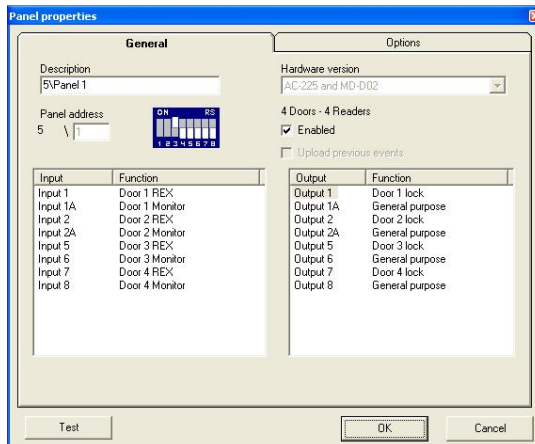 Panel properties
General
Options
Description
5\Panel 1
Hardware version
AC-225 and MD-D02
Panel address
5 \ 1
ON RS
1 2 3 4 5 6 7 8
4 Doors - 4 Readers
Enabled
Upload previous events
Input Function
Input 1 Door 1 REX
Input 1A Door 1 Monitor
Input 2 Door 2 REX
Input 2A Door 2 Monitor
Input 5 Door 3 REX
Input 6 Door 3 Monitor
Input 7 Door 4 REX
Input 8 Door 4 Monitor
Output Function
Output 1 Door 1 lock
Output 1A General purpose
Output 2 Door 2 lock
Output 2A General purpose
Output 5 Door 3 lock
Output 6 General purpose
Output 7 Door 4 lock
Output 8 General purpose
Test
OK
Cancel